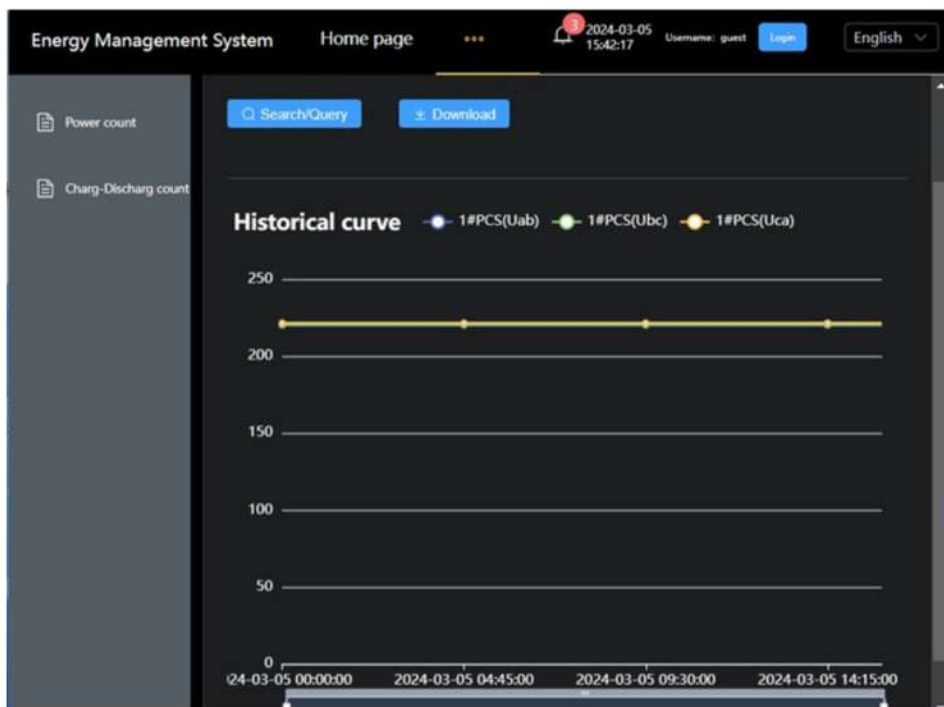 Energy Management System
Home page
3
2024-03-05
15:42:17
Username: guest
Login
English
Power count
Charg-Discharg count
Search/Query
Download
Historical curve
1#PCS(Uab)
1#PCS(Ubc)
1#PCS(Uca)
250
200
150
100
50
0
24-03-05 00:00:00
2024-03-05 04:45:00
2024-03-05 09:30:00
2024-03-05 14:15:00